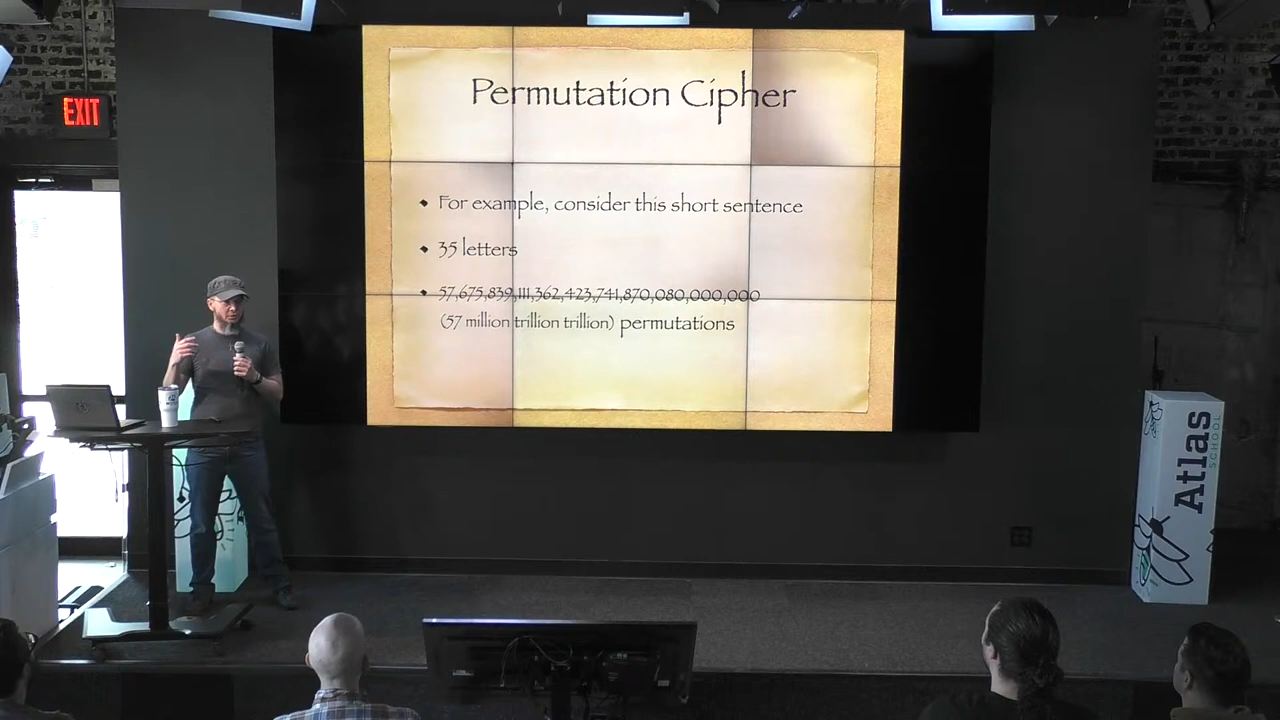 EXIT
Permutation Cipher
• For example, consider this short sentence
• 35 letters
• 57,675,839,111,362,423,741,870,080,000,000
(57 million trillion trillion) permutations
Atlas
SCHOOL